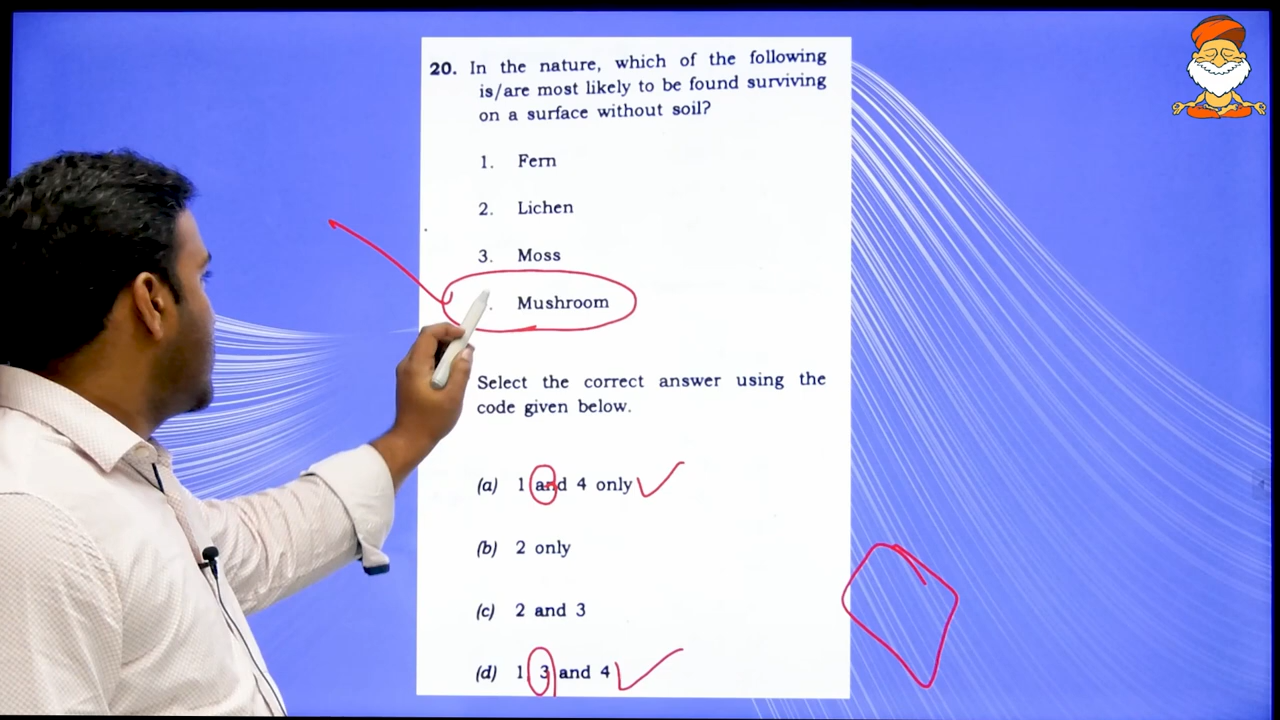 20. In the nature, which of the following
is/are most likely to be found surviving
on a surface without soil?
1. Fern
2. Lichen
3. Moss
. Mushroom
Select the correct answer using the
code given below.
(a) 1 and 4 only
(b) 2 only
(c) 2 and 3
(d) 1, 3 and 4